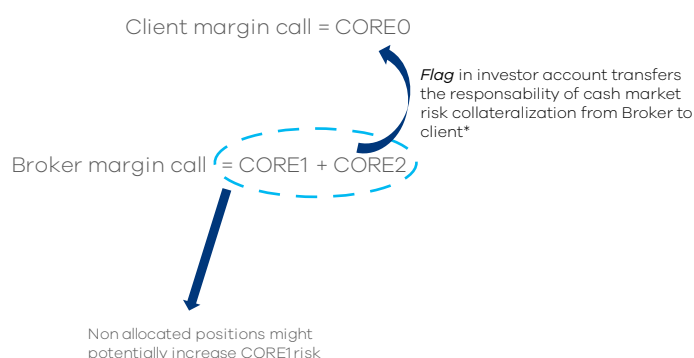 Client margin call = CORE0
Flag in investor account transfers
the responsability of cash market
risk collateralization from Broker to
client*
Broker margin call = CORE1 + CORE2
Non allocated positions might
potentially increase CORE1 risk